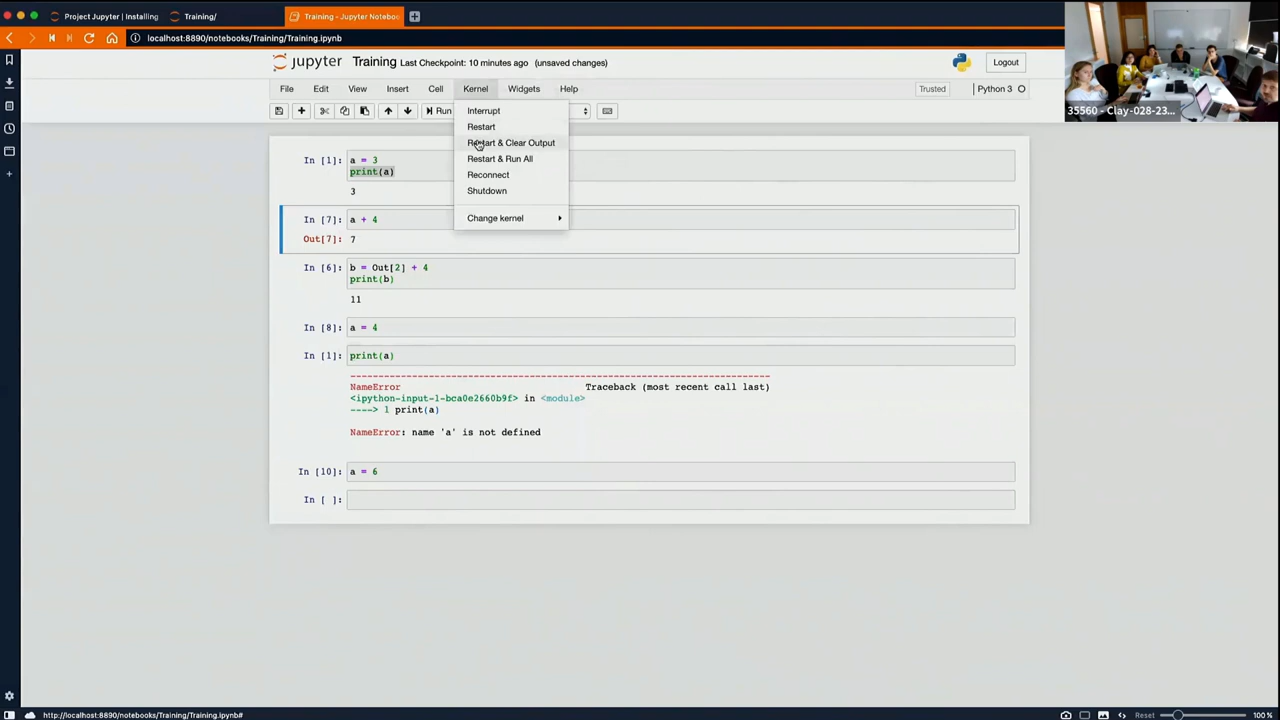 Project Jupyter | Installing
Training/
Training - Jupyter Notebook
localhost:8890/notebooks/Training/Training.ipynb
jupyter Training Last Checkpoint: 10 minutes ago (unsaved changes)
Logout
File Edit View Insert Cell Kernel Widgets Help
Trusted
Python 3
Run
Interrupt
Restart
Restart & Clear Output
Restart & Run All
Reconnect
Shutdown
Change kernel
35560 - Clay-028-23...
In [1]: a = 3
print(a)
3
In [7]: a + 4
Out[7]: 7
In [6]: b = Out[2] + 4
print(b)
11
In [8]: a = 4
In [1]: print(a)
---------------------------------------------------------------------------
NameError Traceback (most recent call last)
<ipython-input-1-bca0e2660b9f> in <module>
----> 1 print(a)
NameError: name 'a' is not defined
In [10]: a = 6
In [ ]:
http://localhost:8890/notebooks/Training/Training.ipynb#
Reset
100 %